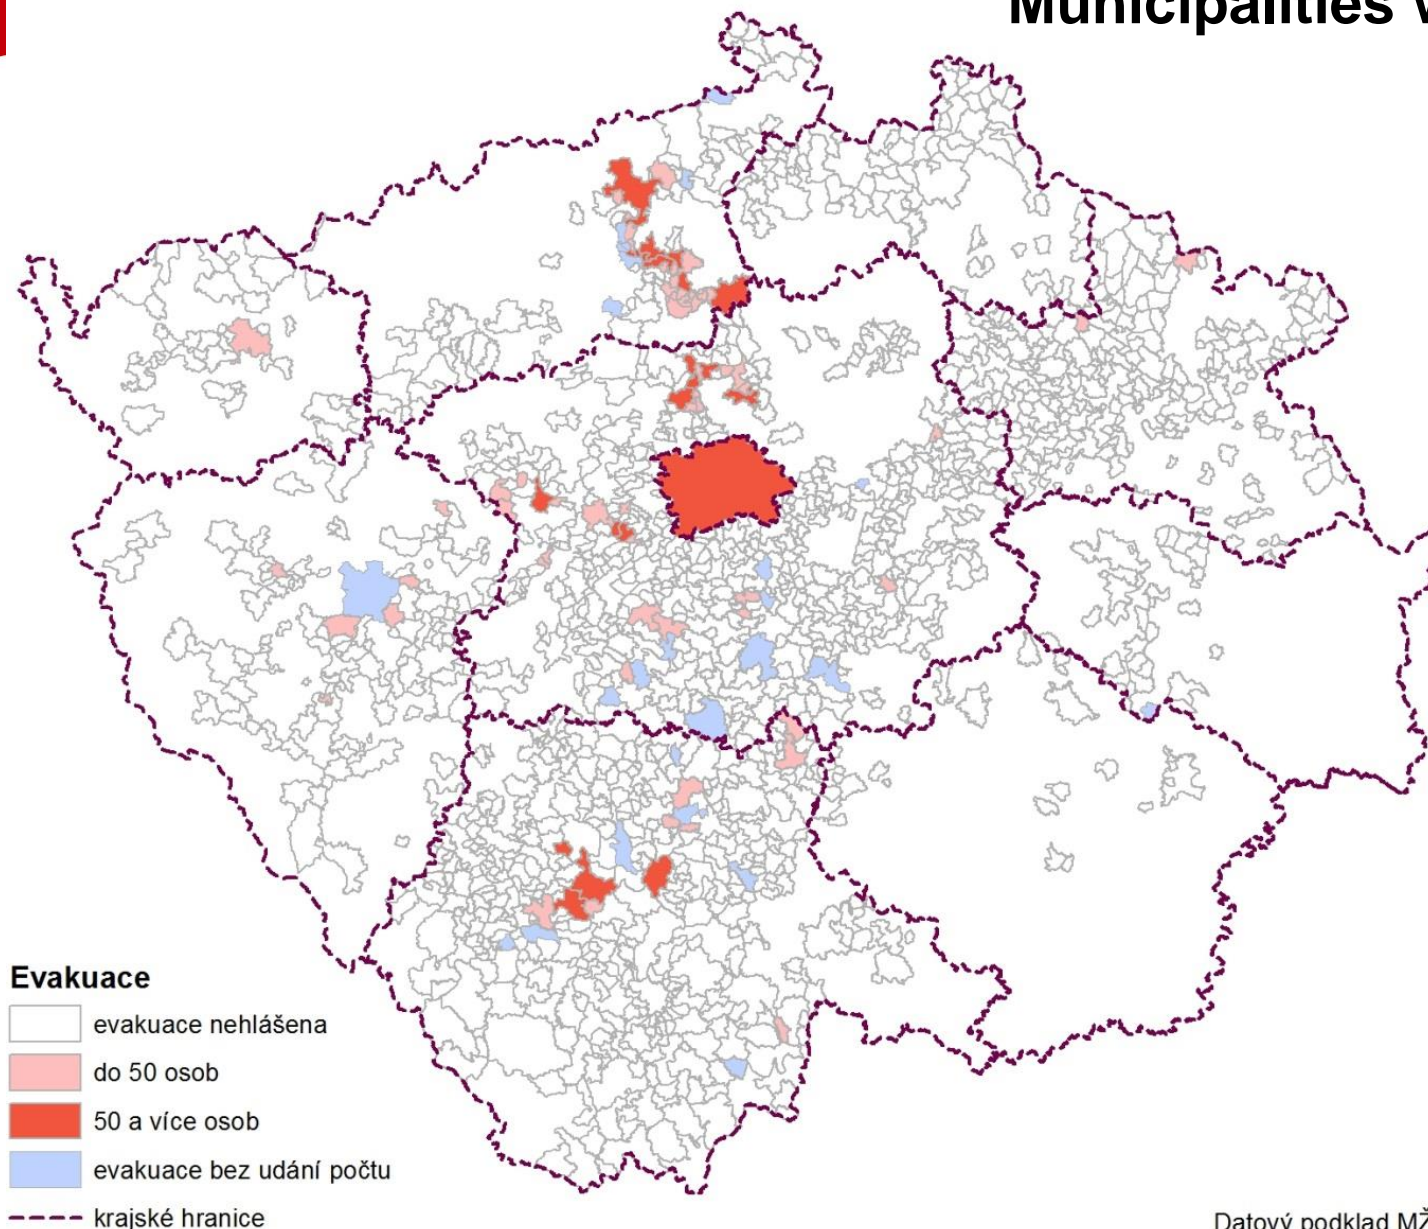 Municipalities
Evakuace
evakuace nehlášena
do 50 osob
50 a více osob
evakuace bez udání počtu
krajské hranice
Datový podklad